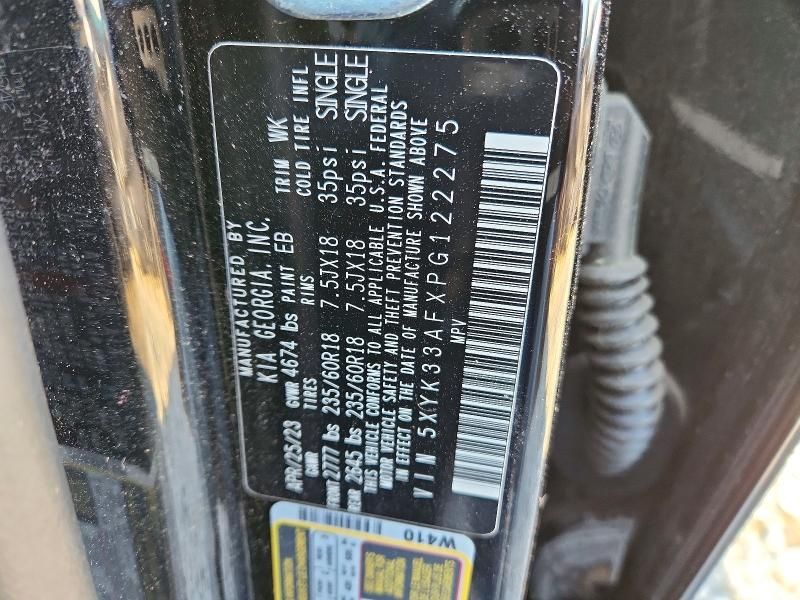 MANUFACTURED BY
KIA GEORGIA, INC.
APR/25/23 GVWR 4674 lbs PAINT EB TRIM WK
GAWR TIRES RIMS COLD TIRE INFL
FRNT 2777 lbs 235/60R18 7.5JX18 35psi SINGLE
REAR 2645 lbs 235/60R18 7.5JX18 35psi SINGLE
THIS VEHICLE CONFORMS TO ALL APPLICABLE U.S.A. FEDERAL
MOTOR VEHICLE SAFETY AND THEFT PREVENTION STANDARDS
IN EFFECT ON THE DATE OF MANUFACTURE SHOWN ABOVE
VIN 5XYK33AFXPG122275
MPV
W410